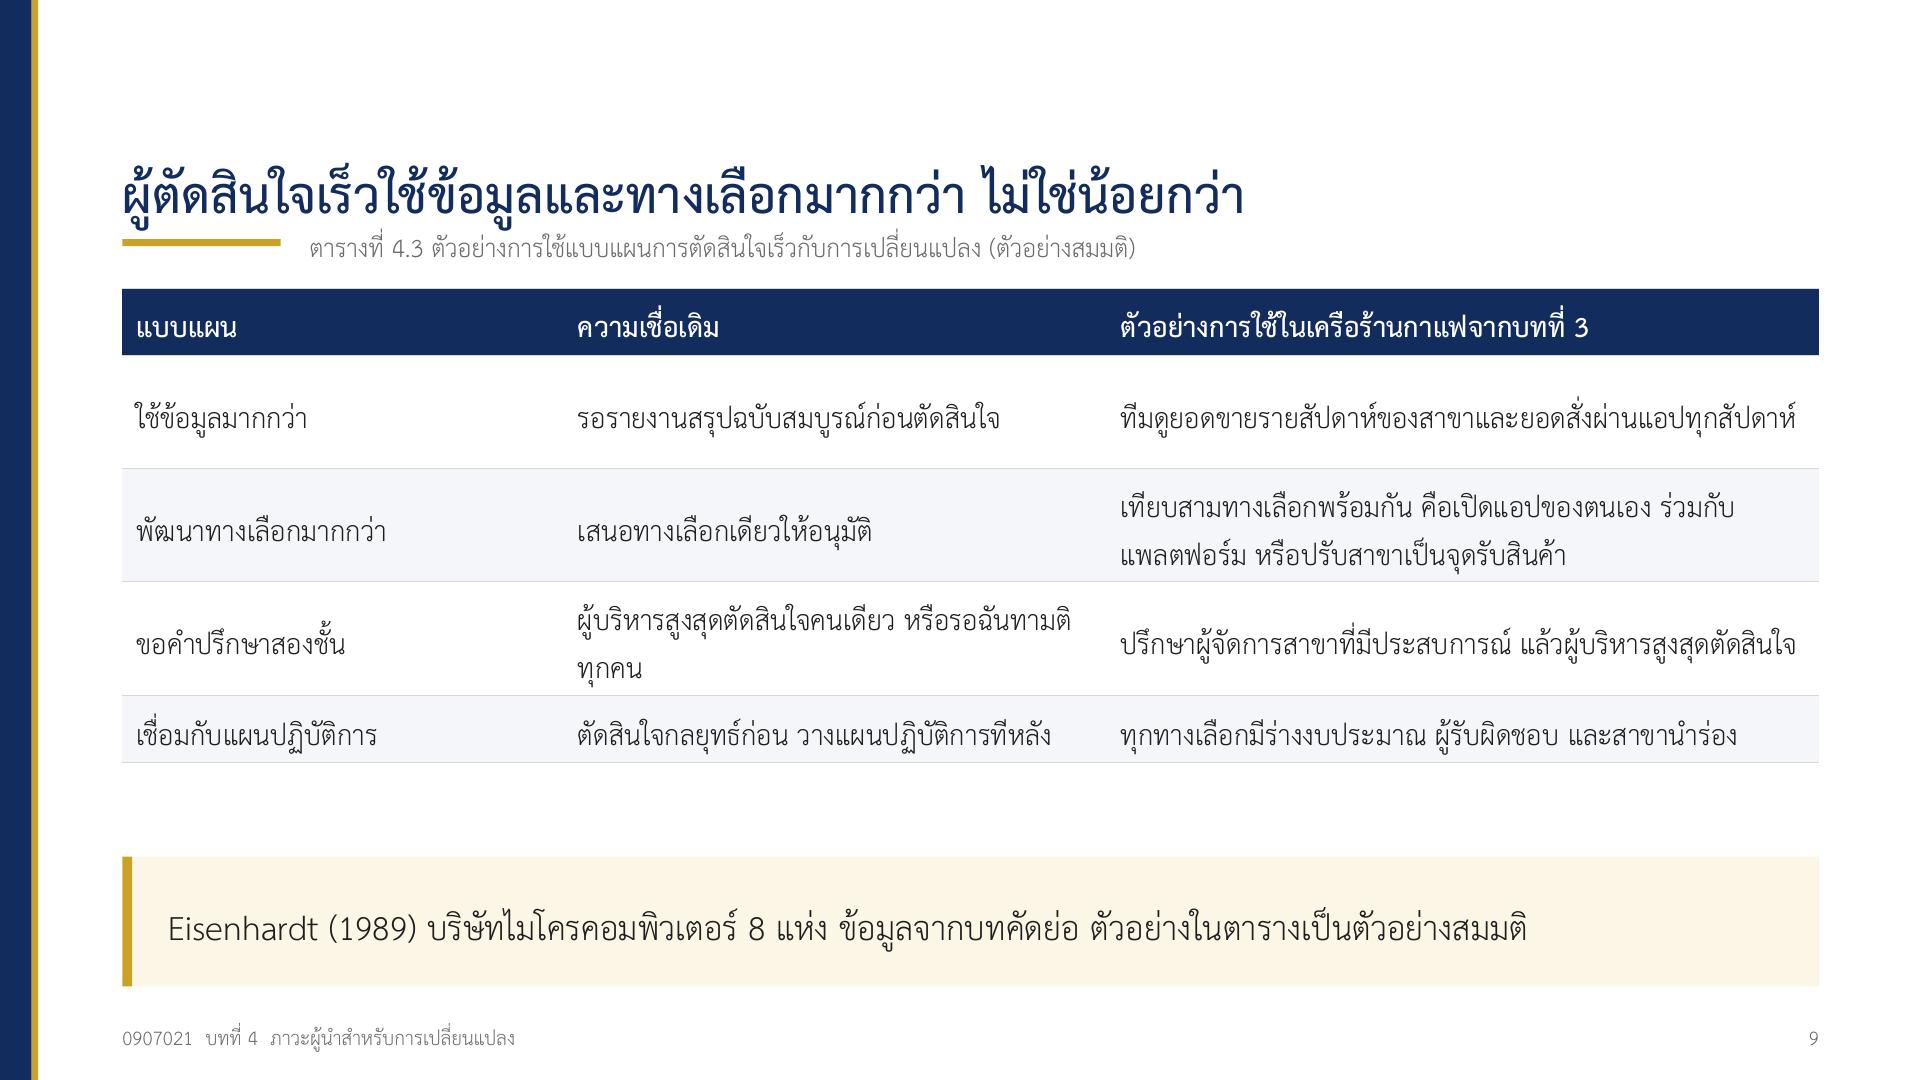 ผู้ตัดสินใจเร็วใช้ข้อมูลและทางเลือกมากกว่า ไม่ใช่น้อยกว่า
ตารางที่ 4.3 ตัวอย่างการใช้แบบแผนการตัดสินใจเร็วกับการเปลี่ยนแปลง (ตัวอย่างสมมติ)
แบบแผน ความเชื่อเดิม ตัวอย่างการใช้ในเครือร้านกาแฟจากบทที่ 3
ใช้ข้อมูลมากกว่า รอรายงานสรุปฉบับสมบูรณ์ก่อนตัดสินใจ ทีมดูยอดขายรายสัปดาห์ของสาขาและยอดสั่งผ่านแอปทุกสัปดาห์
พัฒนาทางเลือกมากกว่า เสนอทางเลือกเดียวให้อนุมัติ เทียบสามทางเลือกพร้อมกัน คือเปิดแอปของตนเอง ร่วมกับ
แพลตฟอร์ม หรือปรับสาขาเป็นจุดรับสินค้า
ขอคำปรึกษาสองชั้น ผู้บริหารสูงสุดตัดสินใจคนเดียว หรือรอฉันทามติ
ทุกคน ปรึกษาผู้จัดการสาขาที่มีประสบการณ์ แล้วผู้บริหารสูงสุดตัดสินใจ
เชื่อมกับแผนปฏิบัติการ ตัดสินใจกลยุทธ์ก่อน วางแผนปฏิบัติการทีหลัง ทุกทางเลือกมีร่างงบประมาณ ผู้รับผิดชอบ และสาขานำร่อง
Eisenhardt (1989) บริษัทไมโครคอมพิวเตอร์ 8 แห่ง ข้อมูลจากบทคัดย่อ ตัวอย่างในตารางเป็นตัวอย่างสมมติ
0907021 บทที่ 4 ภาวะผู้นำสำหรับการเปลี่ยนแปลง 9